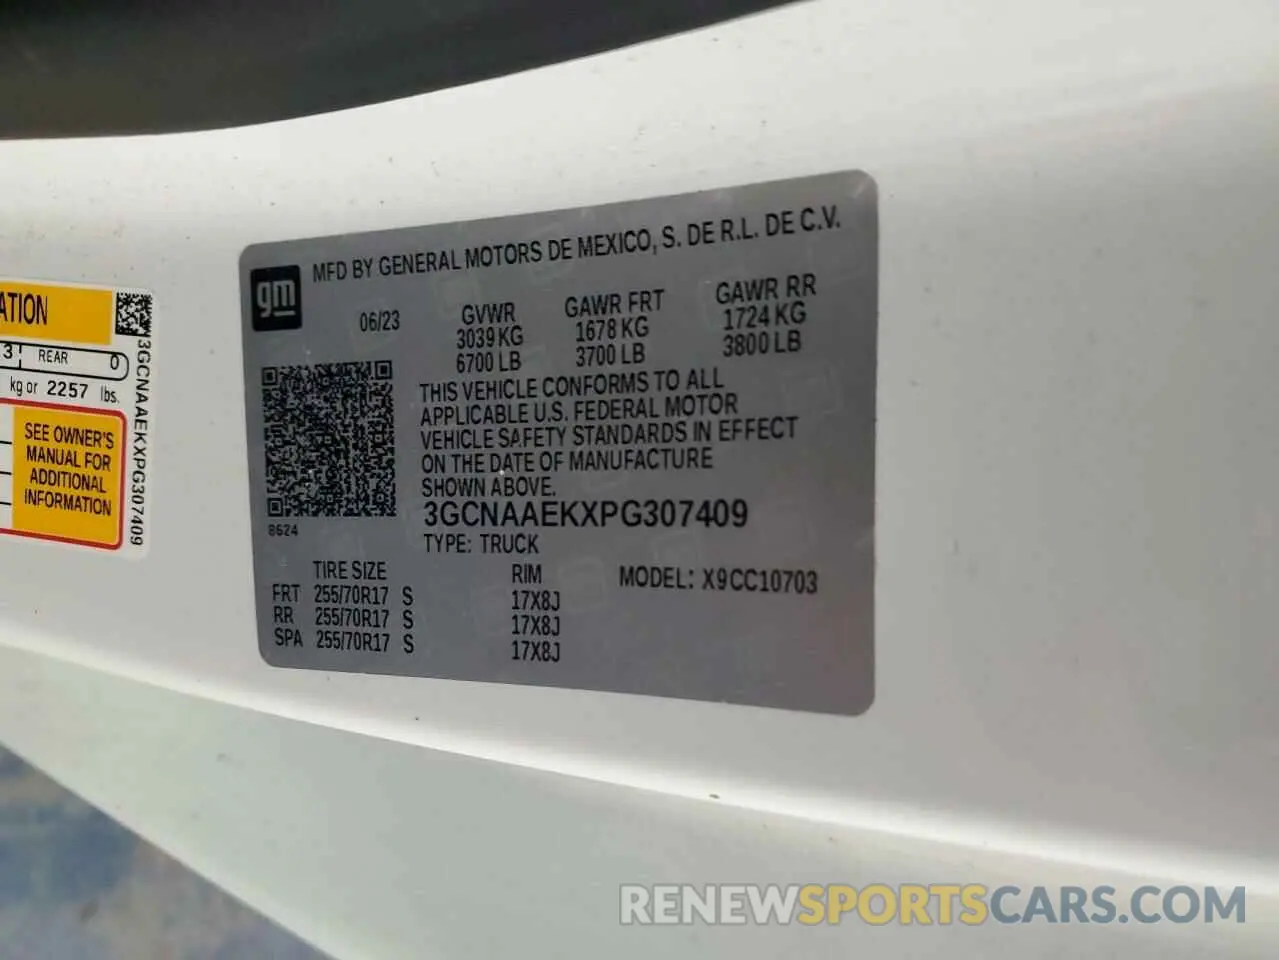 ATION
3 REAR 0
kg or 2257 lbs.
SEE OWNER'S
MANUAL FOR
ADDITIONAL
INFORMATION
3GCNAAEKXPG307409
gm
MFD BY GENERAL MOTORS DE MEXICO, S. DE R.L. DE C.V.
06/23 GVWR GAWR FRT GAWR RR
3039 KG 1678 KG 1724 KG
6700 LB 3700 LB 3800 LB
THIS VEHICLE CONFORMS TO ALL
APPLICABLE U.S. FEDERAL MOTOR
VEHICLE SAFETY STANDARDS IN EFFECT
ON THE DATE OF MANUFACTURE
SHOWN ABOVE.
8624
3GCNAAEKXPG307409
TYPE: TRUCK
TIRE SIZE RIM MODEL: X9CC10703
FRT 255/70R17 S 17X8J
RR 255/70R17 S 17X8J
SPA 255/70R17 S 17X8J
RENEWSPORTSCARS.COM